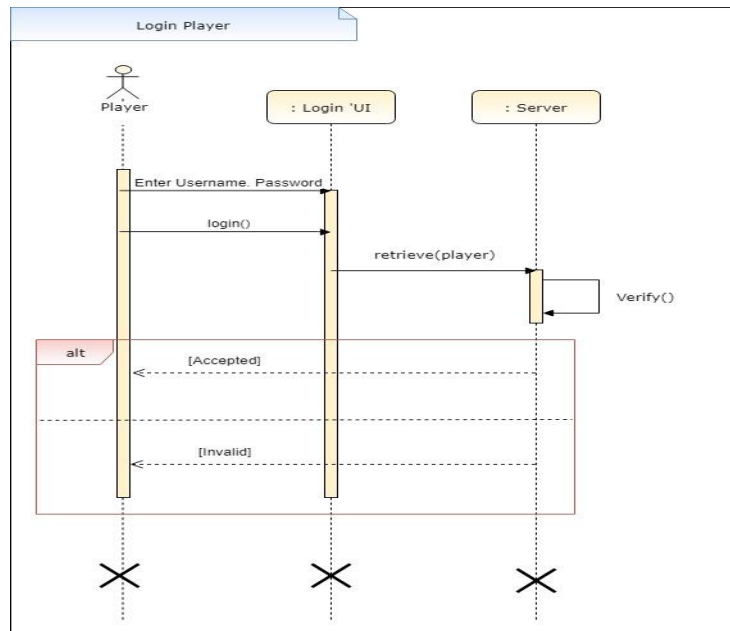 Login Player
Player
: Login 'UI
: Server
Enter Username. Password
login()
retrieve(player)
Verify()
alt
[Accepted]
[Invalid]